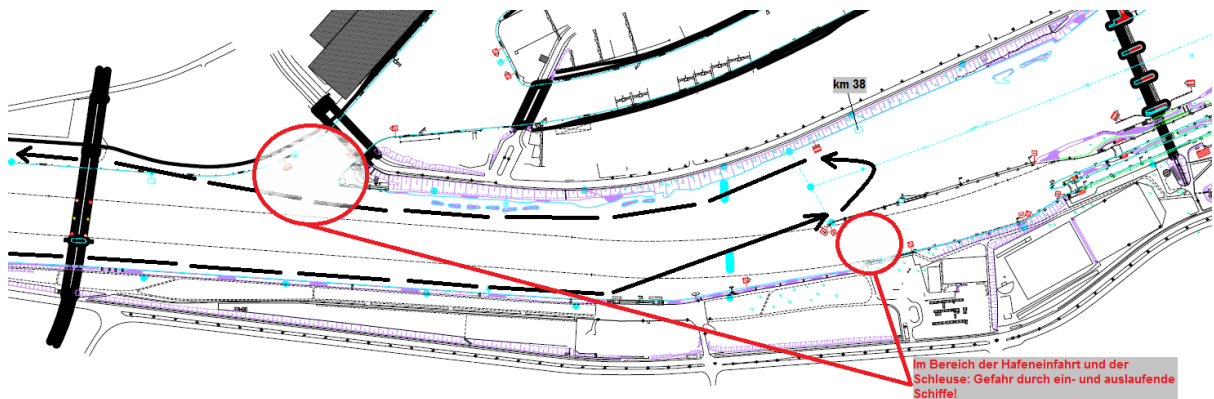 km 38
Im Bereich der Hafeneinfahrt und der
Schleuse: Gefahr durch ein- und auslaufende
Schiffe!